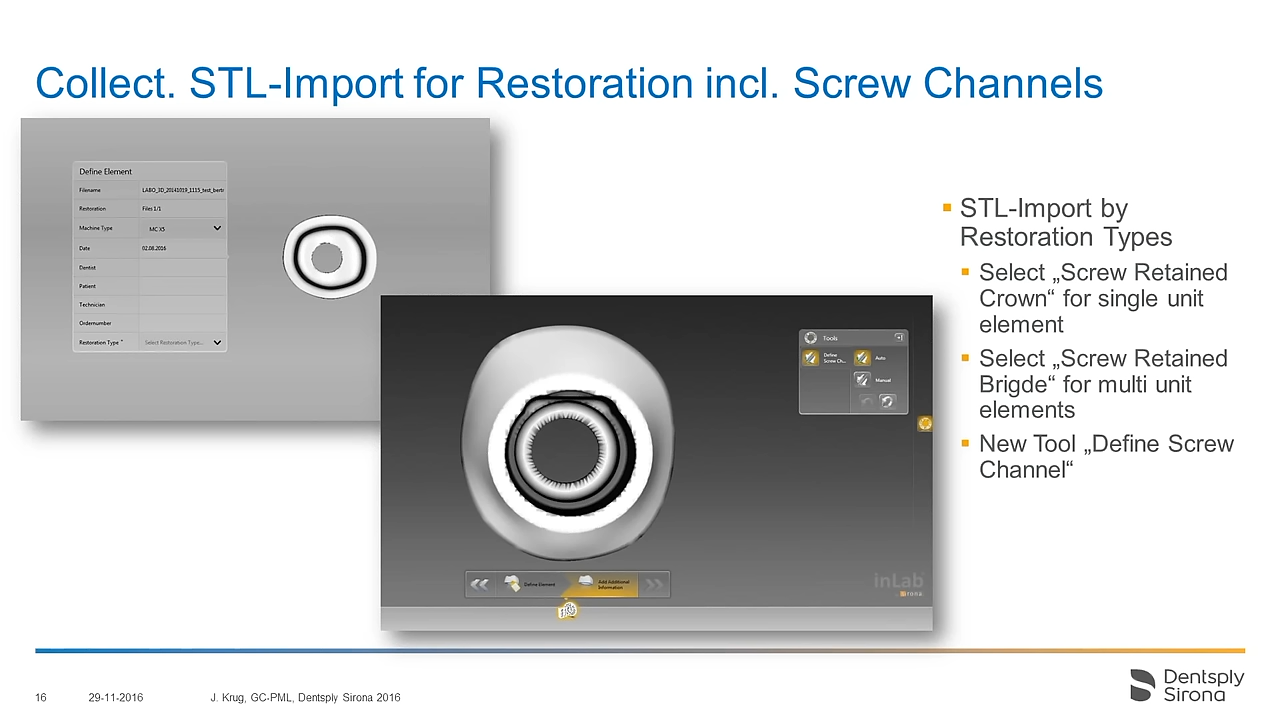 Collect. STL-Import for Restoration incl. Screw Channels
Define Element
Filename LABO_3D_20141019_1115_test_bertr
Restoration Files 1/1
Machine Type MC X5
Date 02.08.2016
Dentist
Patient
Technician
Ordernumber
Restoration Type * Select Restoration Type...
Tools
Define
Screw Ch...
Auto
Manual
Define Element
Add Additional
Information
inLab
sirona
STL-Import by
Restoration Types
Select „Screw Retained
Crown“ for single unit
element
Select „Screw Retained
Brigde“ for multi unit
elements
New Tool „Define Screw
Channel“
16 29-11-2016 J. Krug, GC-PML, Dentsply Sirona 2016
Dentsply
Sirona